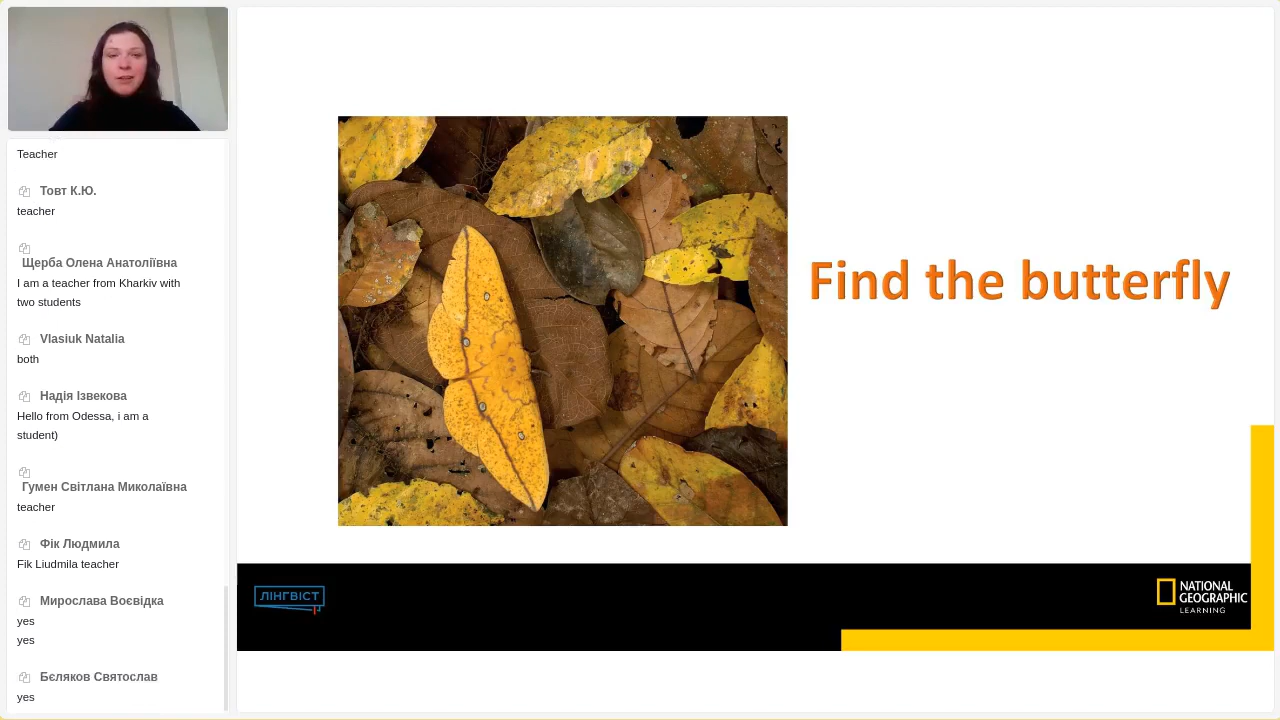 Teacher
Товт К.Ю.
teacher
Щерба Олена Анатоліївна
I am a teacher from Kharkiv with
two students
Vlasiuk Natalia
both
Надія Ізвекова
Hello from Odessa, i am a
student)
Гумен Світлана Миколаївна
teacher
Фік Людмила
Fik Liudmila teacher
Мирослава Воєвідка
yes
yes
Бєляков Святослав
yes
Find the butterfly
ЛІНГВІСТ
NATIONAL
GEOGRAPHIC
LEARNING